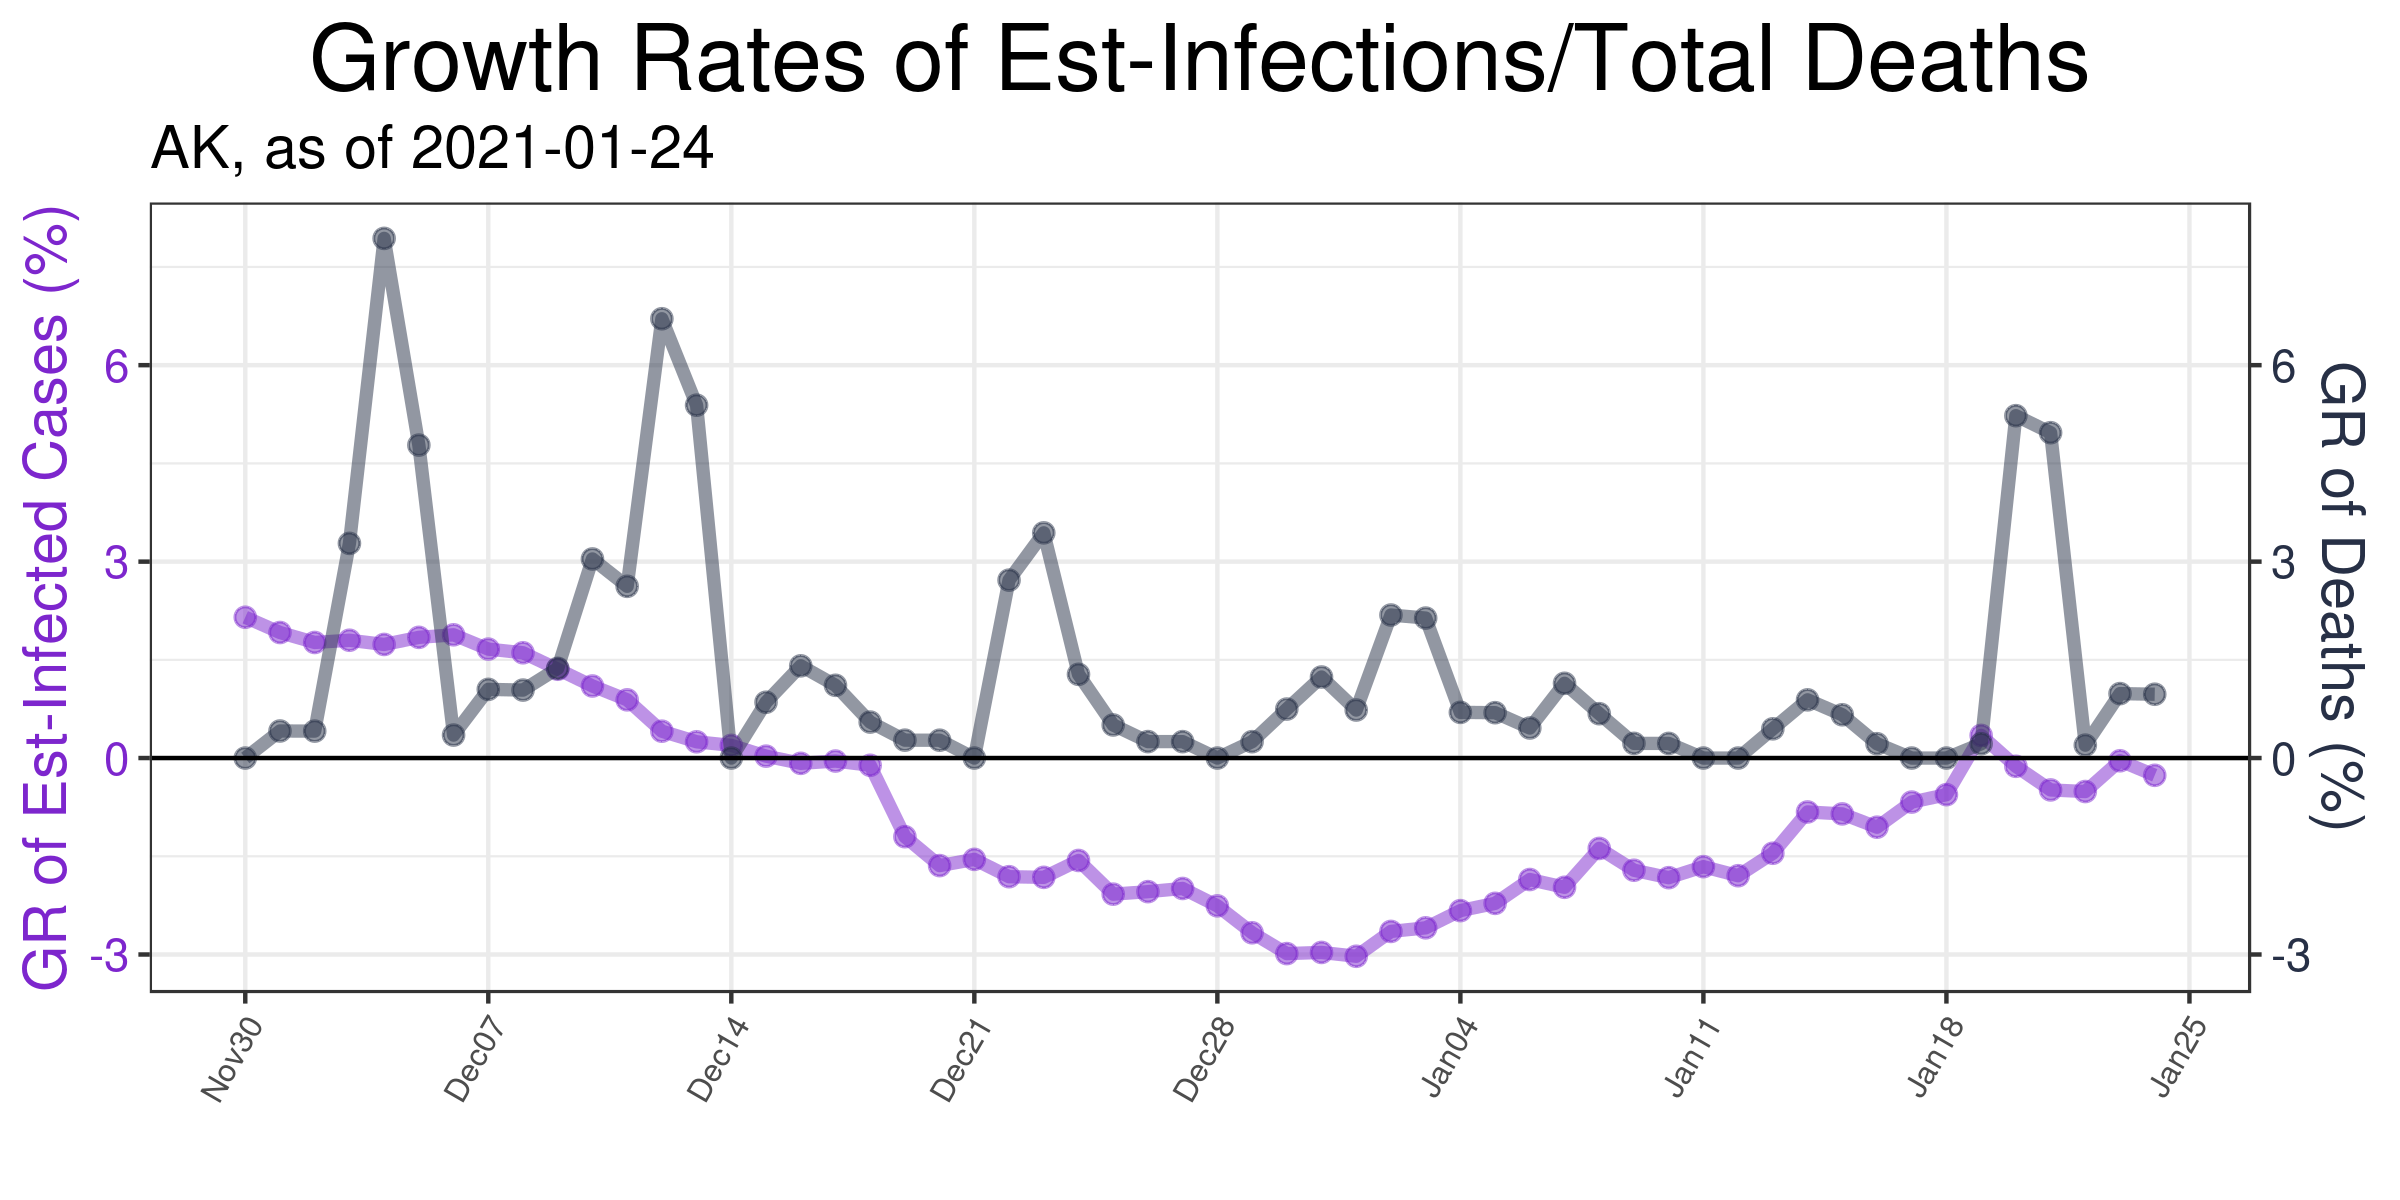 Growth Rates of Est-Infections/Total Deaths
AK, as of 2021-01-24
GR of Est-Infected Cases (%)
6
3
0
-3
6
3
0
-3
GR of Deaths (%)
Nov30
Dec07
Dec14
Dec21
Dec28
Jan04
Jan11
Jan18
Jan25